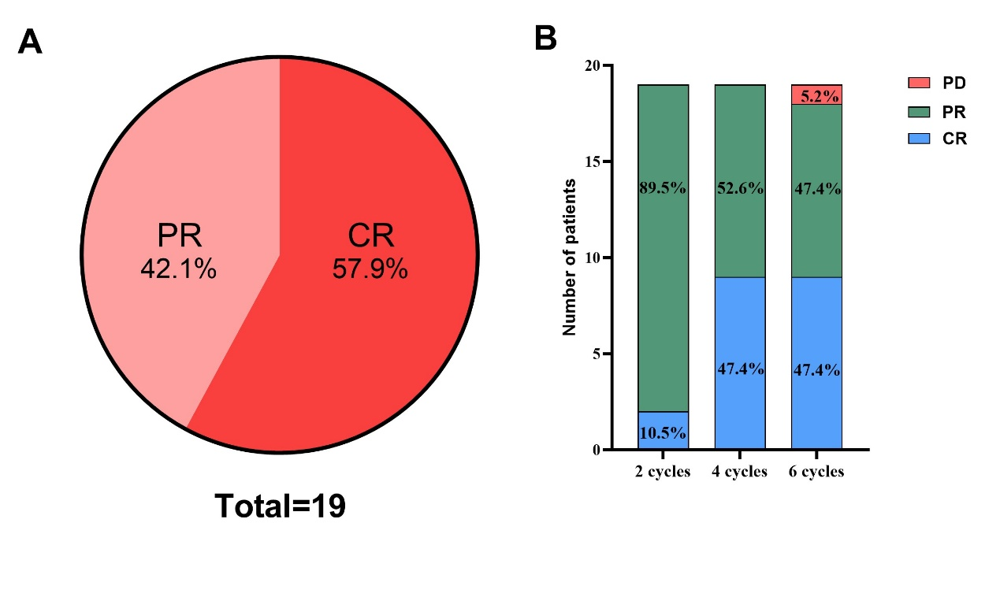 A
PR
42.1%
CR
57.9%
Total=19
B
Number of patients
20
15
10
5
0
89.5%
10.5%
52.6%
47.4%
5.2%
47.4%
47.4%
2 cycles
4 cycles
6 cycles
PD
PR
CR